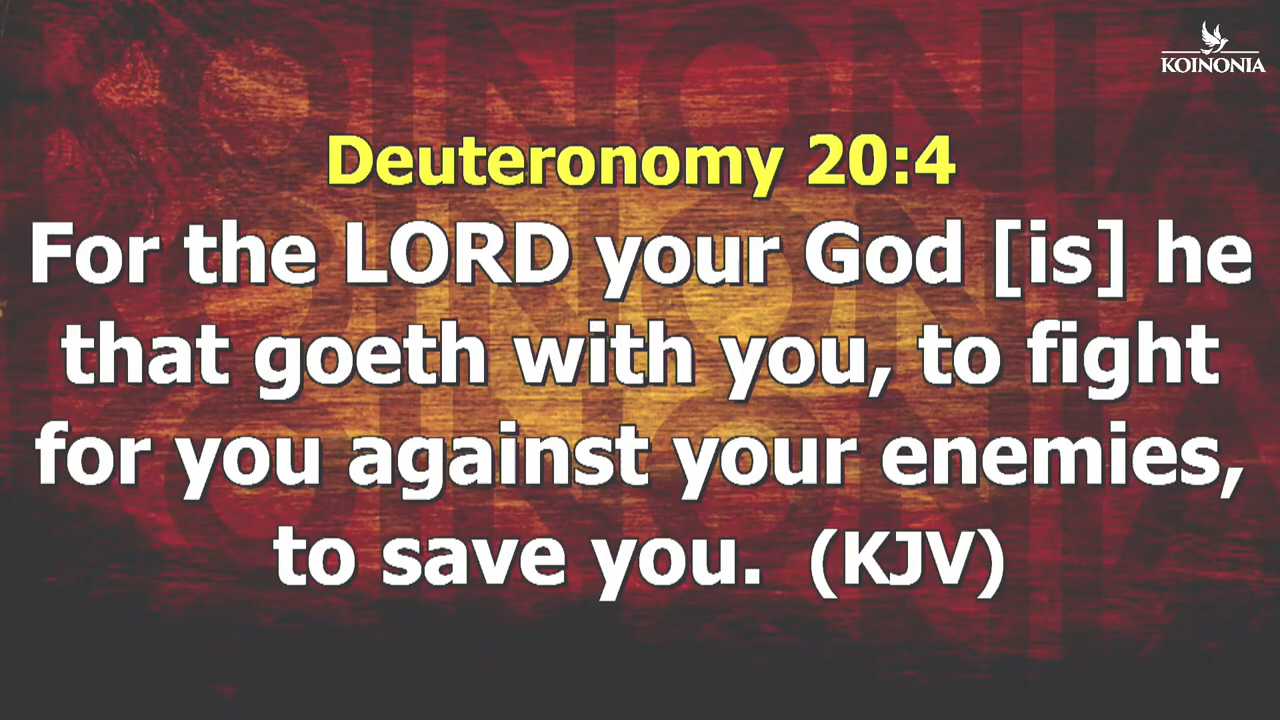 KOINONIA
Deuteronomy 20:4
For the LORD your God [is] he
that goeth with you, to fight
for you against your enemies,
to save you.  (KJV)